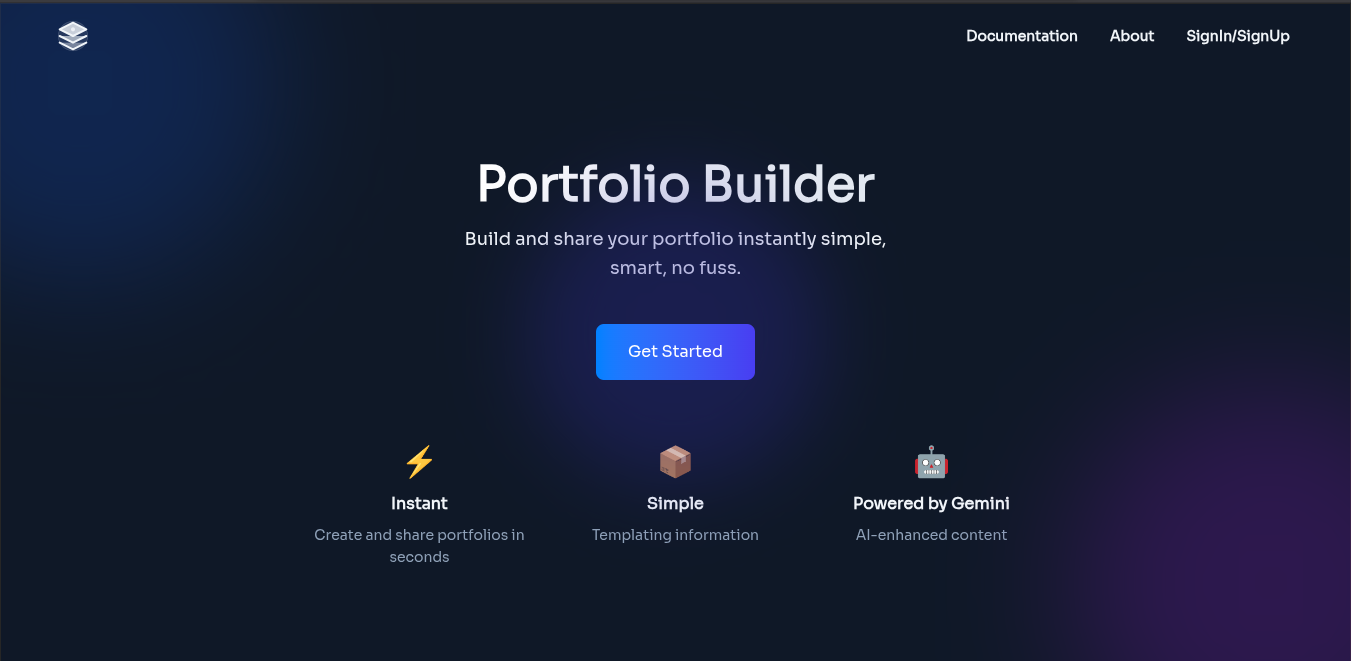 Documentation About SignIn/SignUp
Portfolio Builder
Build and share your portfolio instantly simple,
smart, no fuss.
Get Started
Instant
Create and share portfolios in
seconds
Simple
Templating information
Powered by Gemini
AI-enhanced content